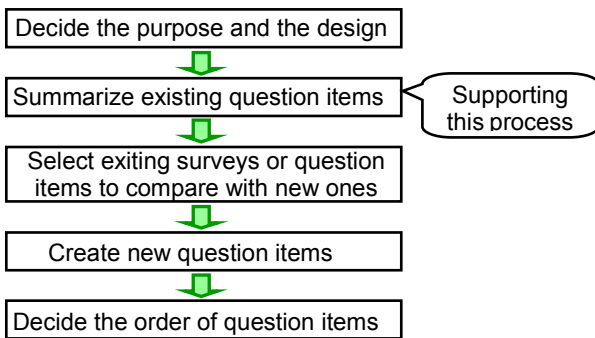 Decide the purpose and the design
Summarize existing question items
Supporting
this process
Select exiting surveys or question
items to compare with new ones
Create new question items
Decide the order of question items